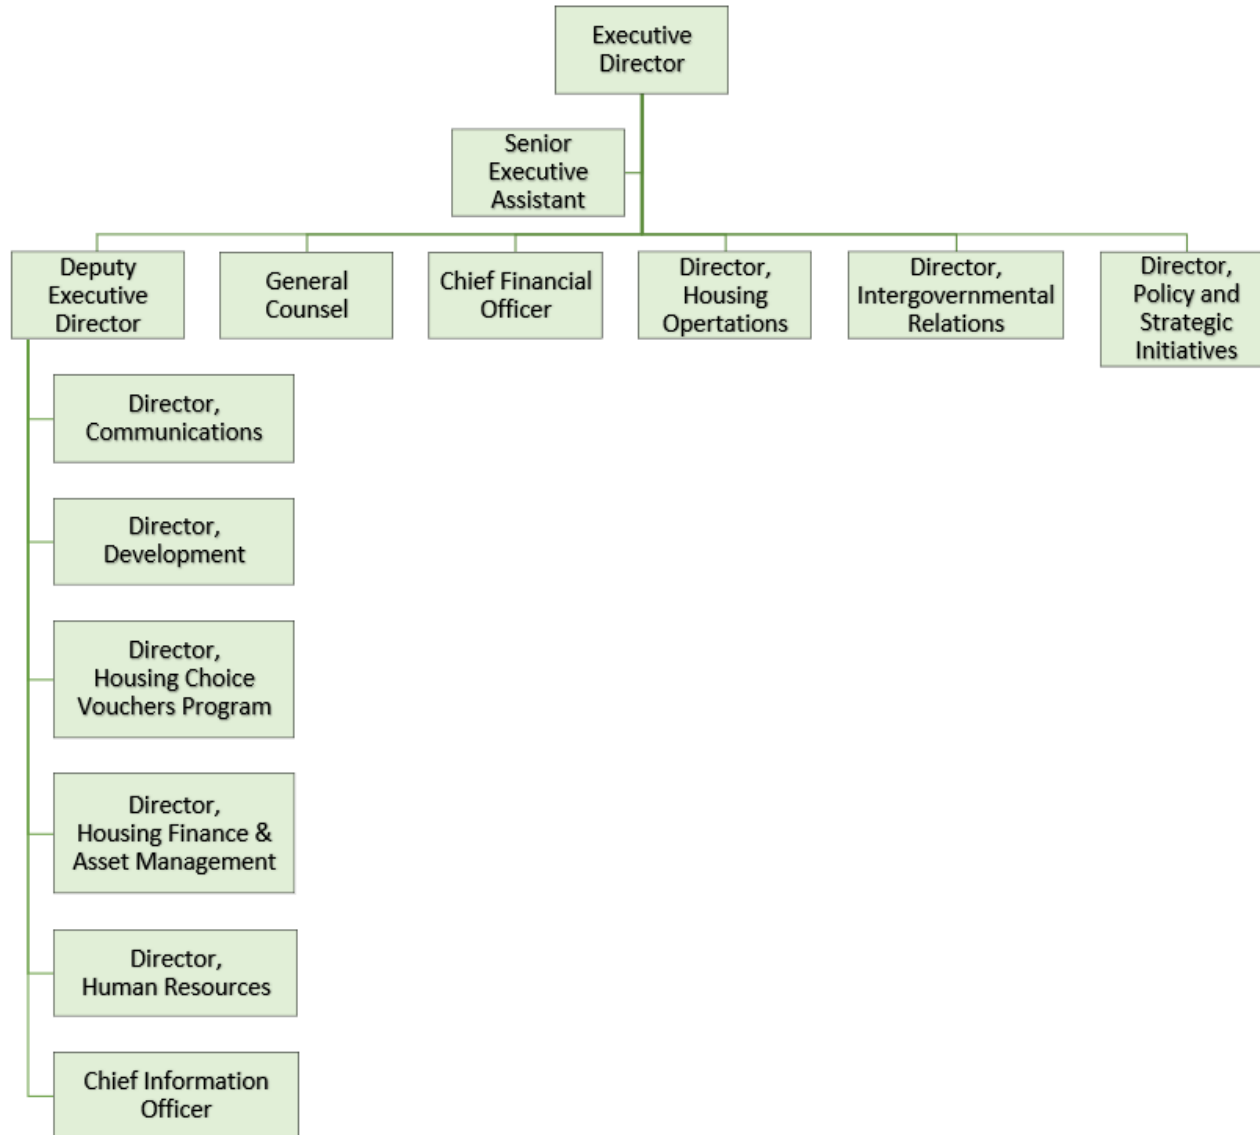 Executive
Director
Senior
Executive
Assistant
Deputy
Executive
Director
General
Counsel
Chief Financial
Officer
Director,
Housing
Opertations
Director,
Intergovernmental
Relations
Director,
Policy and
Strategic
Initiatives
Director,
Communications
Director,
Development
Director,
Housing Choice
Vouchers Program
Director,
Housing Finance &
Asset Management
Director,
Human Resources
Chief Information
Officer